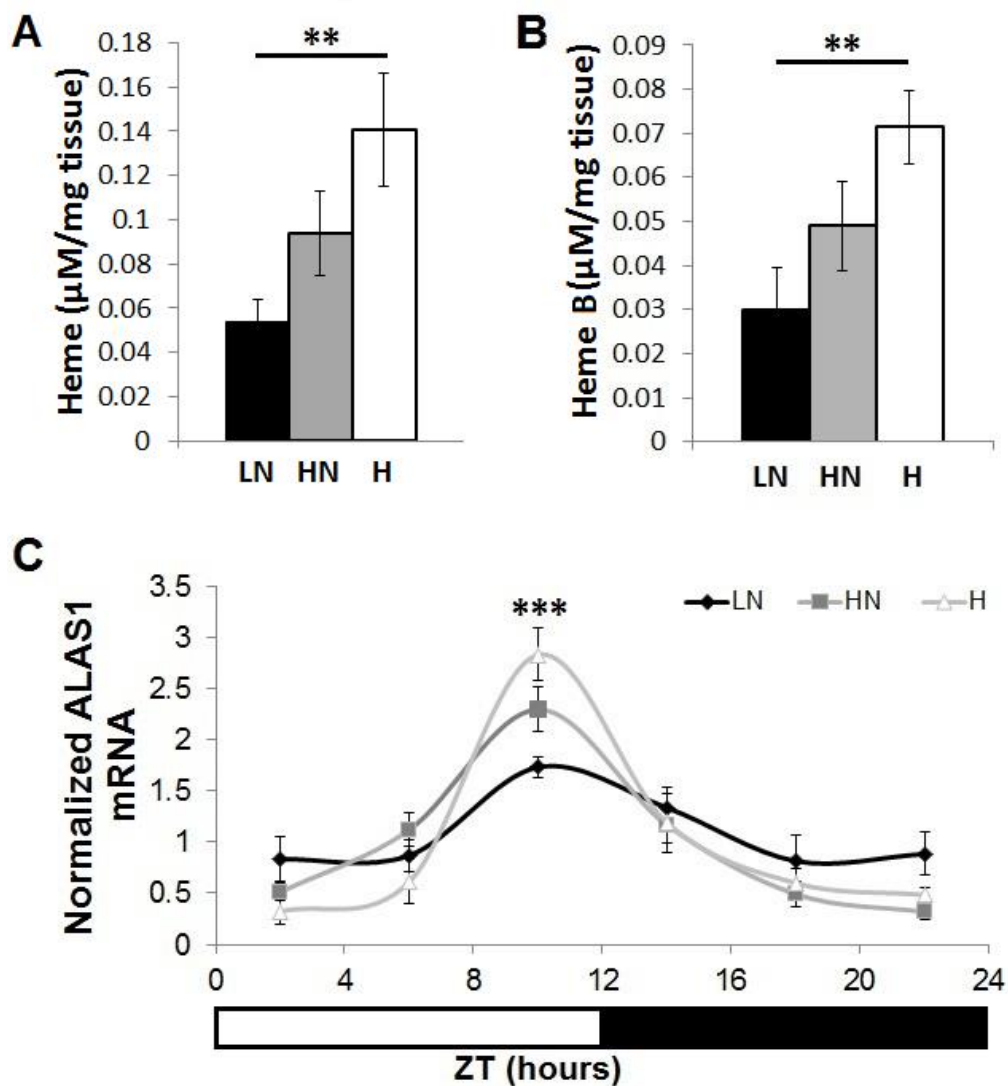 A
**
Heme (µM/mg tissue)
0.18
0.16
0.14
0.12
0.1
0.08
0.06
0.04
0.02
0
LN HN H
B
**
Heme B(µM/mg tissue)
0.09
0.08
0.07
0.06
0.05
0.04
0.03
0.02
0.01
0
LN HN H
C
Normalized ALAS1
mRNA
3.5
3
2.5
2
1.5
1
0.5
0
***
LN HN H
0 4 8 12 16 20 24
ZT (hours)